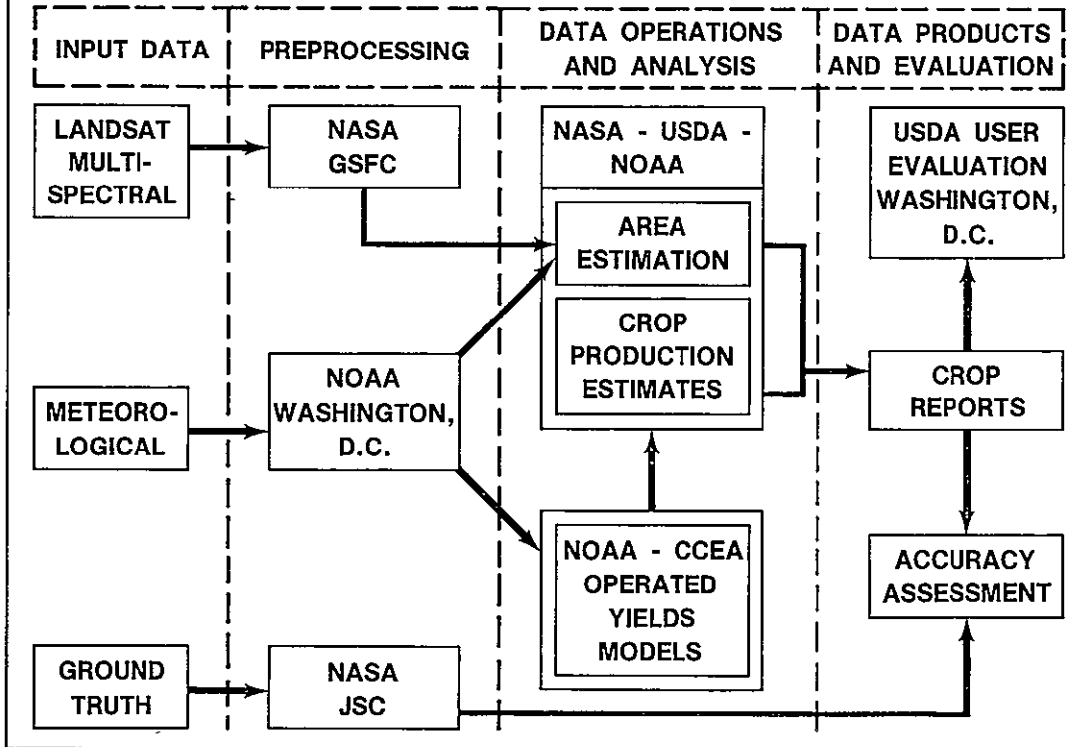 INPUT DATA
PREPROCESSING
DATA OPERATIONS
AND ANALYSIS
DATA PRODUCTS
AND EVALUATION
LANDSAT
MULTI-
SPECTRAL
NASA
GSFC
NASA - USDA -
NOAA
AREA
ESTIMATION
CROP
PRODUCTION
ESTIMATES
USDA USER
EVALUATION
WASHINGTON,
D.C.
METEORO-
LOGICAL
NOAA
WASHINGTON,
D.C.
CROP
REPORTS
NOAA - CCEA
OPERATED
YIELDS
MODELS
ACCURACY
ASSESSMENT
GROUND
TRUTH
NASA
JSC